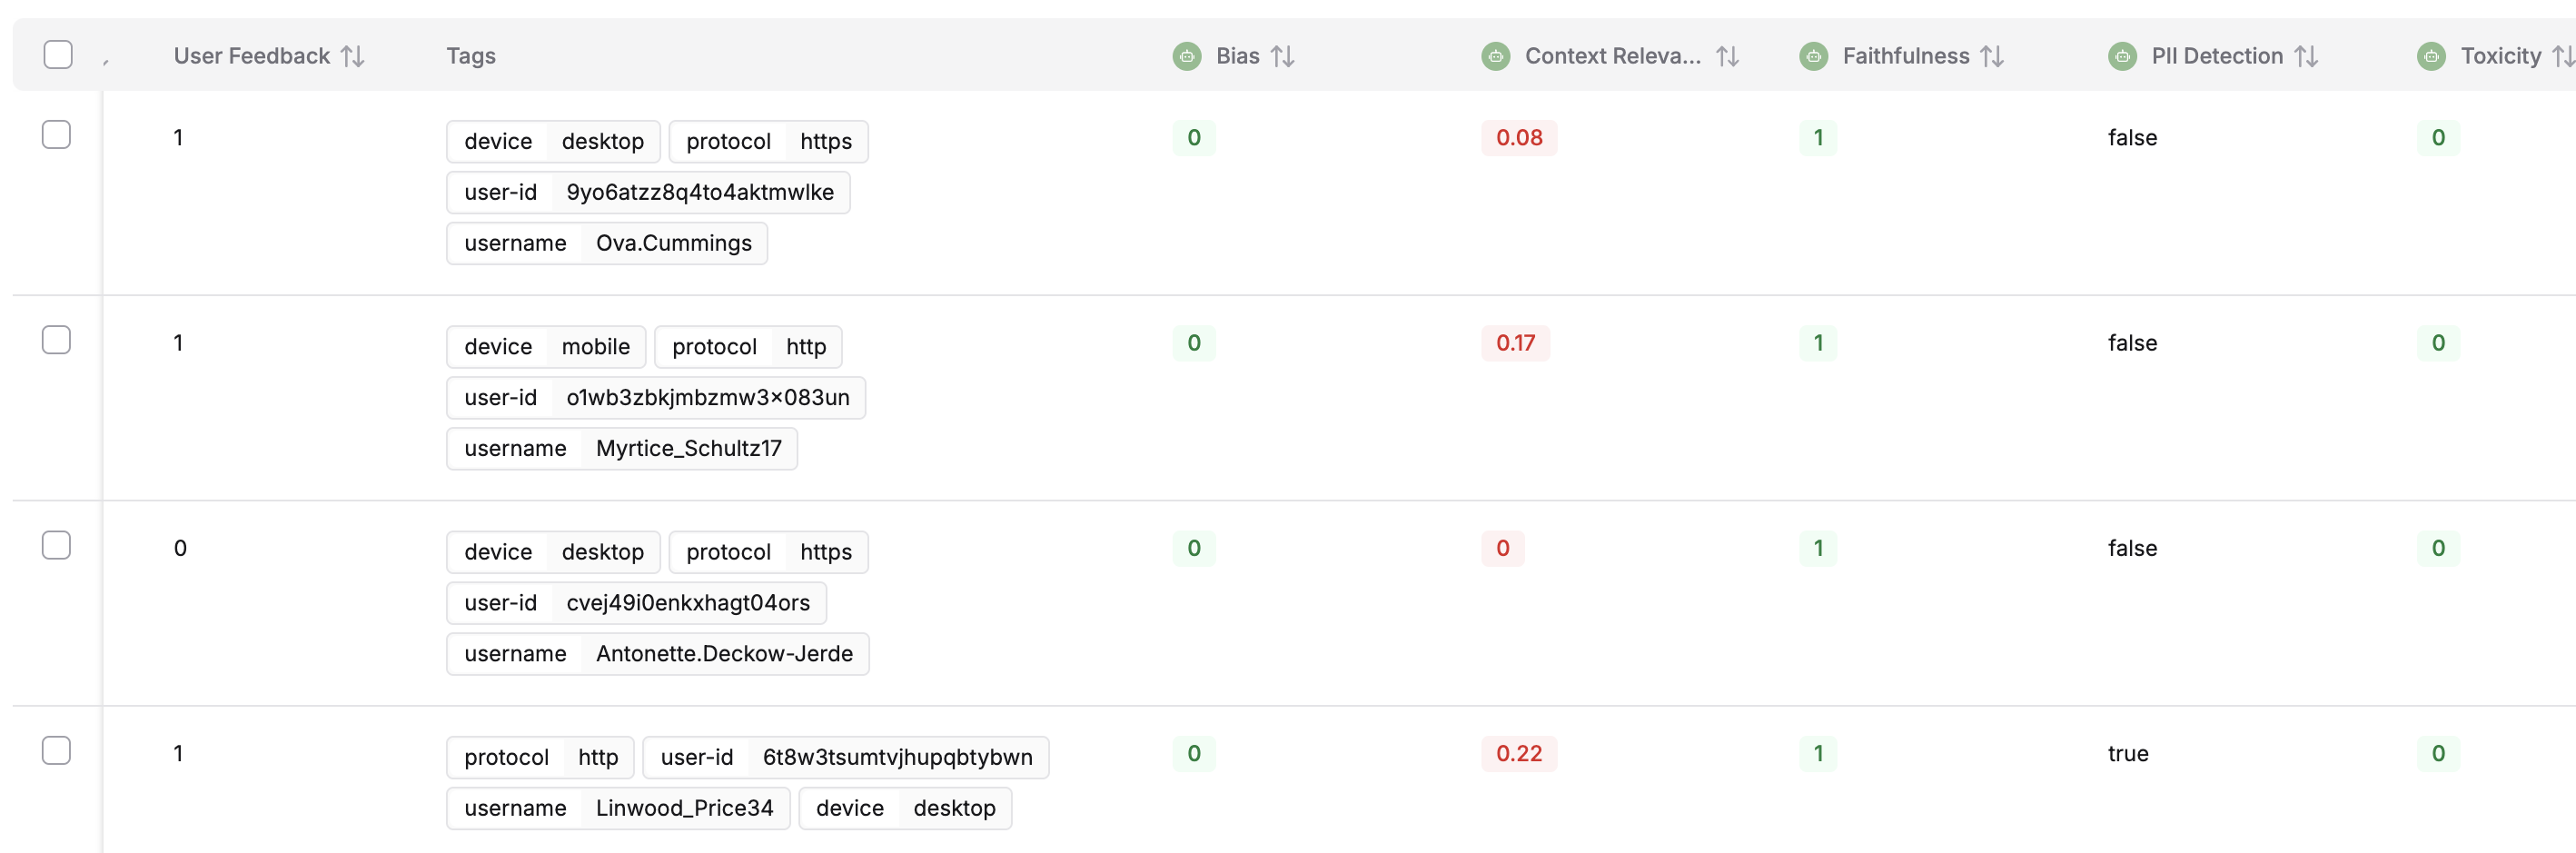 User Feedback Tags Bias Context Releva... Faithfulness PII Detection Toxicity
1 device desktop protocol https 0 0.08 1 false 0
user-id 9yo6atzz8q4to4aktmwlke
username Ova.Cummings
1 device mobile protocol http 0 0.17 1 false 0
user-id o1wb3zbkjmbzmw3×083un
username Myrtice_Schultz17
0 device desktop protocol https 0 0 1 false 0
user-id cvej49i0enkxhagt04ors
username Antonette.Deckow-Jerde
1 protocol http user-id 6t8w3tsumtvjhupqbtybwn 0 0.22 1 true 0
username Linwood_Price34 device desktop